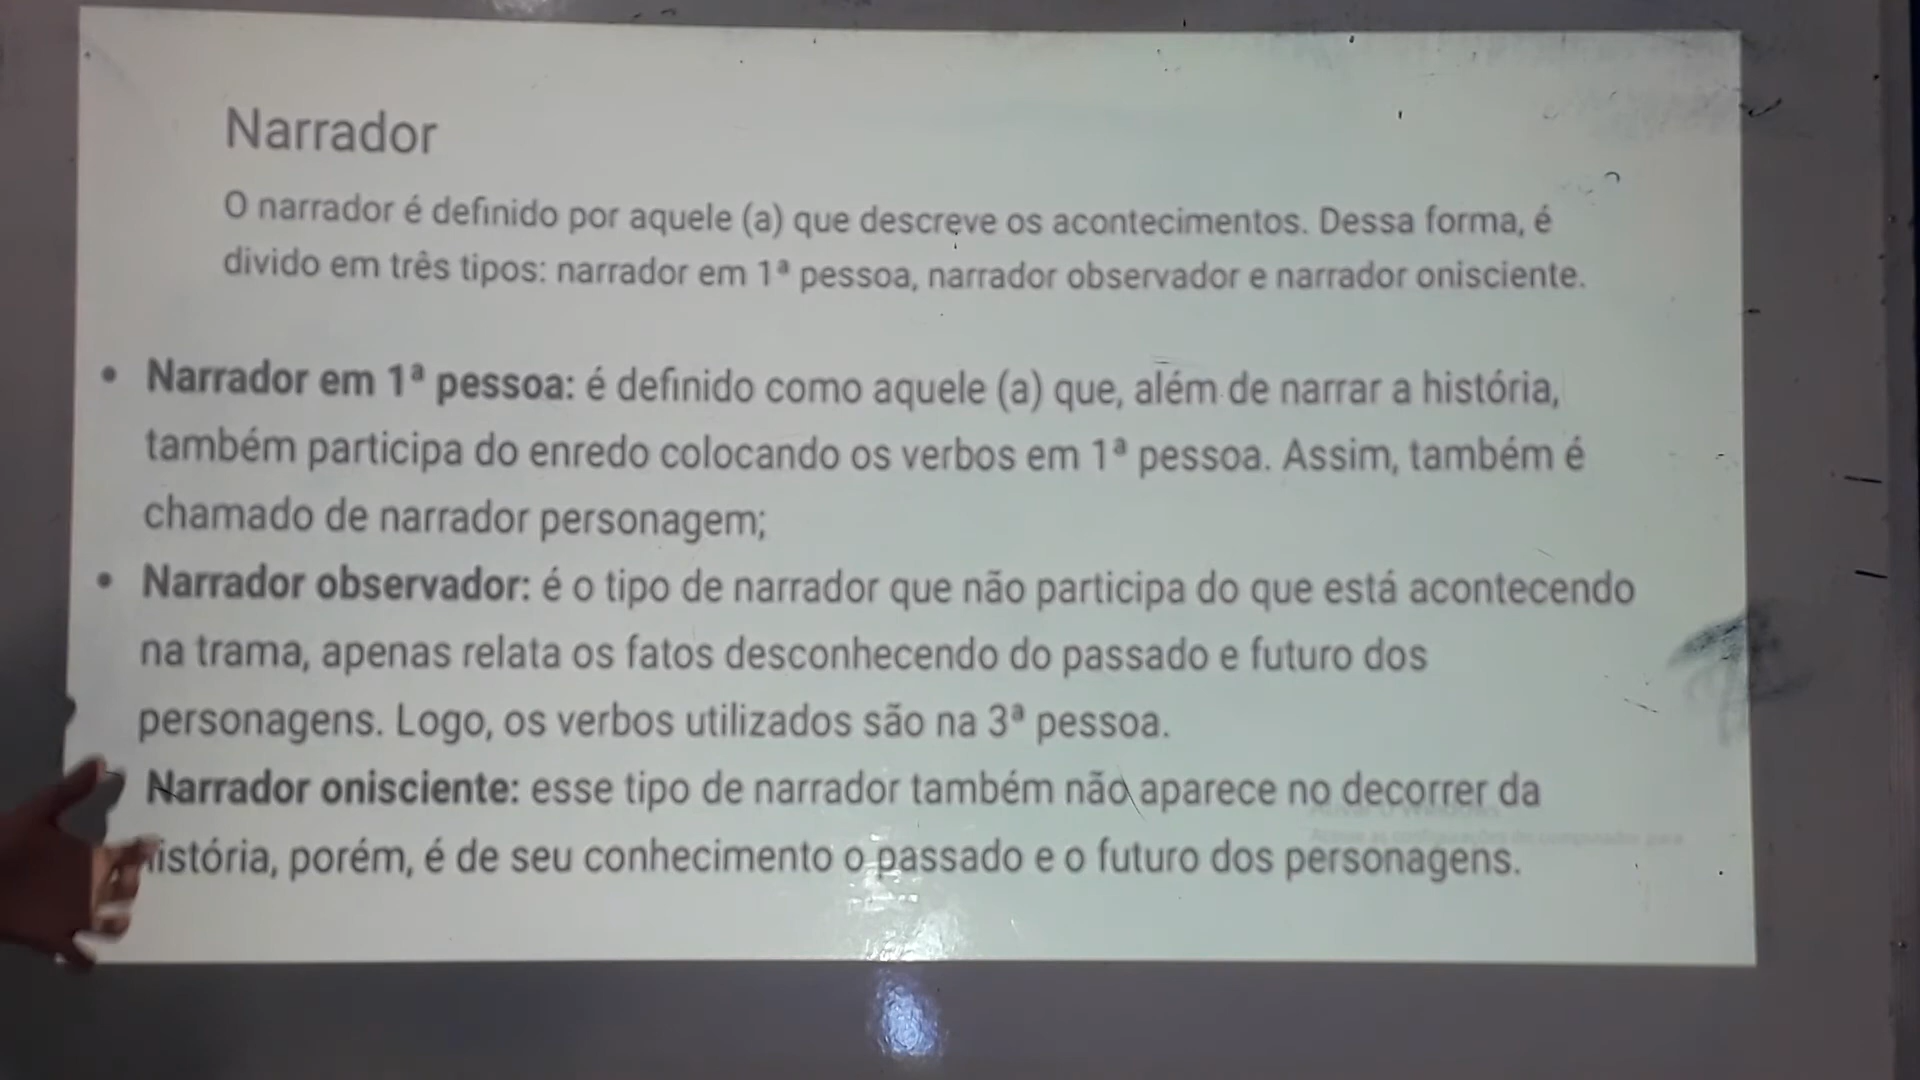 Narrador
O narrador é definido por aquele (a) que descreve os acontecimentos. Dessa forma, é
divido em três tipos: narrador em 1ª pessoa, narrador observador e narrador onisciente.
• Narrador em 1ª pessoa: é definido como aquele (a) que, além de narrar a história,
também participa do enredo colocando os verbos em 1ª pessoa. Assim, também é
chamado de narrador personagem;
• Narrador observador: é o tipo de narrador que não participa do que está acontecendo
na trama, apenas relata os fatos desconhecendo do passado e futuro dos
personagens. Logo, os verbos utilizados são na 3ª pessoa.
Narrador onisciente: esse tipo de narrador também não aparece no decorrer da
história, porém, é de seu conhecimento o passado e o futuro dos personagens.